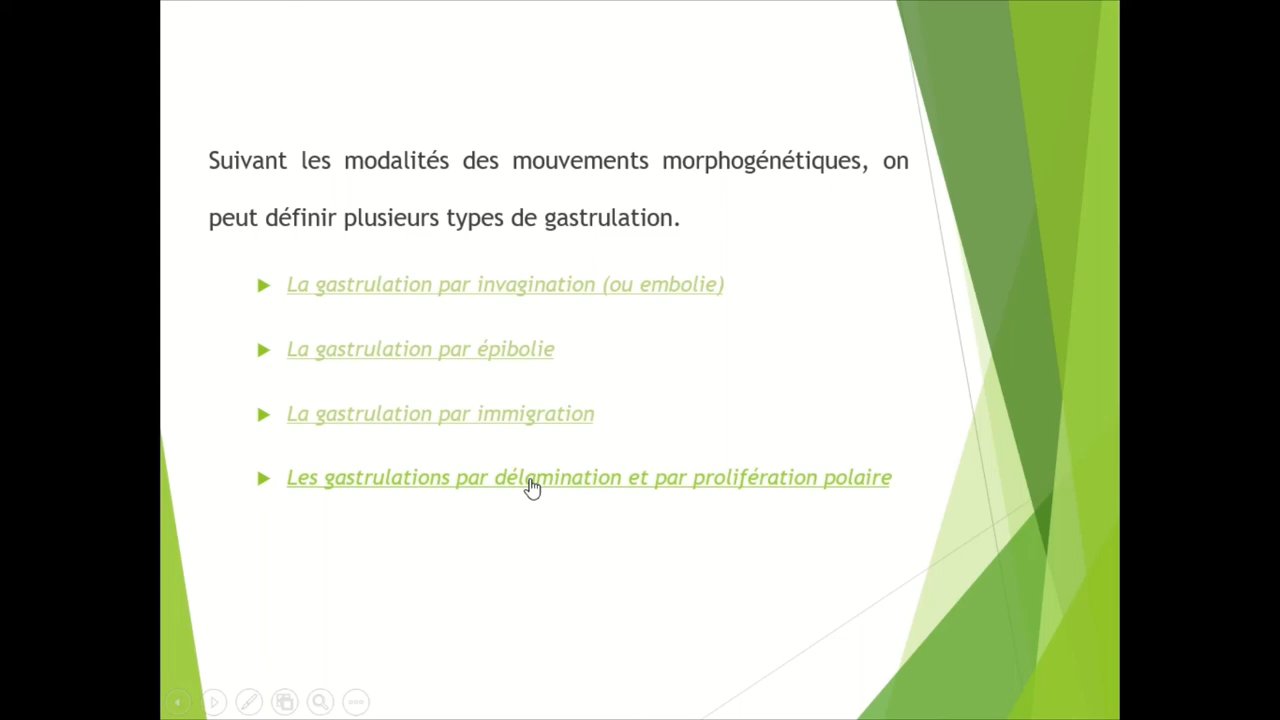 Suivant les modalités des mouvements morphogénétiques, on
peut définir plusieurs types de gastrulation.
La gastrulation par invagination (ou embolie)
La gastrulation par épibolie
La gastrulation par immigration
Les gastrulations par délamination et par prolifération polaire